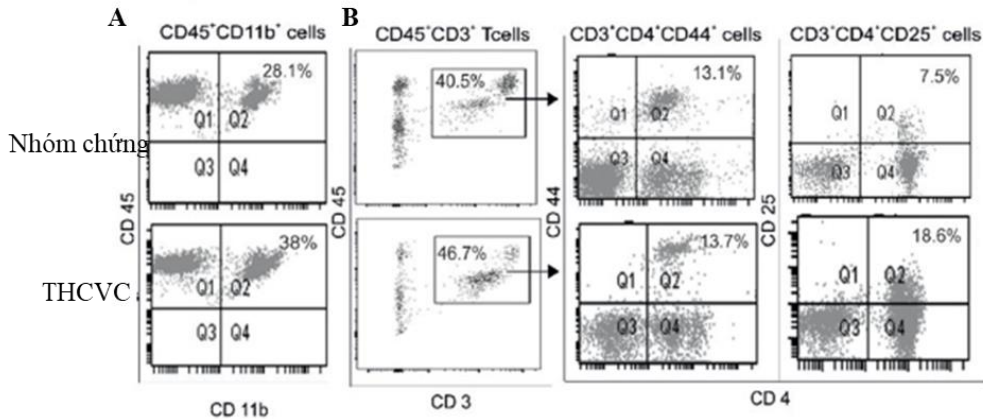 A
B
CD45⁺CD11b⁺ cells
CD45⁺CD3⁺ Tcells
CD3⁺CD4⁺CD44⁺ cells
CD3⁺CD4⁺CD25⁺ cells
Nhóm chứng
28.1%
Q1 Q2
Q3 Q4
CD 45
40.5%
CD 45
13.1%
Q1 Q2
Q3 Q4
CD 44
7.5%
Q1 Q2
Q3 Q4
CD 25
THCVC
38%
Q1 Q2
Q3 Q4
46.7%
13.7%
Q1 Q2
Q3 Q4
18.6%
Q1 Q2
Q3 Q4
CD 11b
CD 3
CD 4